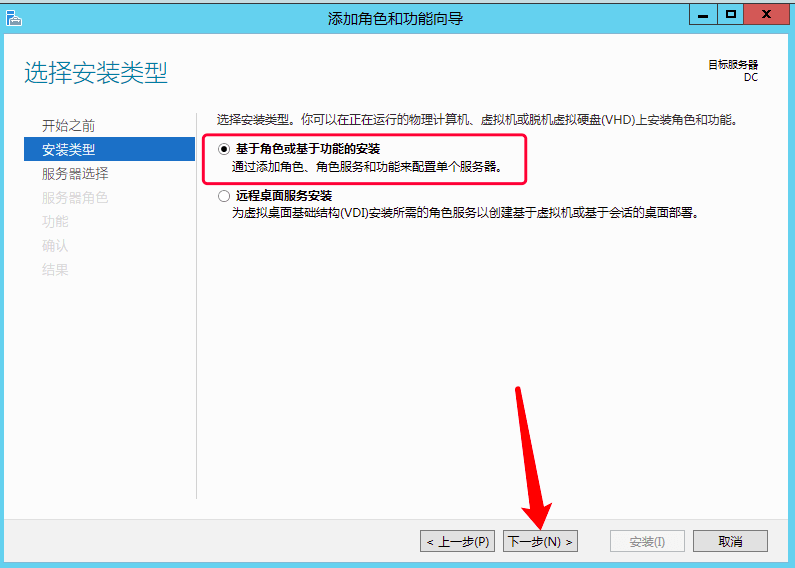 添加角色和功能向导
选择安装类型
目标服务器
DC
开始之前
安装类型
服务器选择
服务器角色
功能
确认
结果
选择安装类型。你可以在正在运行的物理计算机、虚拟机或脱机虚拟硬盘(VHD)上安装角色和功能。
基于角色或基于功能的安装
通过添加角色、角色服务和功能来配置单个服务器。
远程桌面服务安装
为虚拟桌面基础结构(VDI)安装所需的角色服务以创建基于虚拟机或基于会话的桌面部署。
< 上一步(P)
下一步(N) >
安装(I)
取消